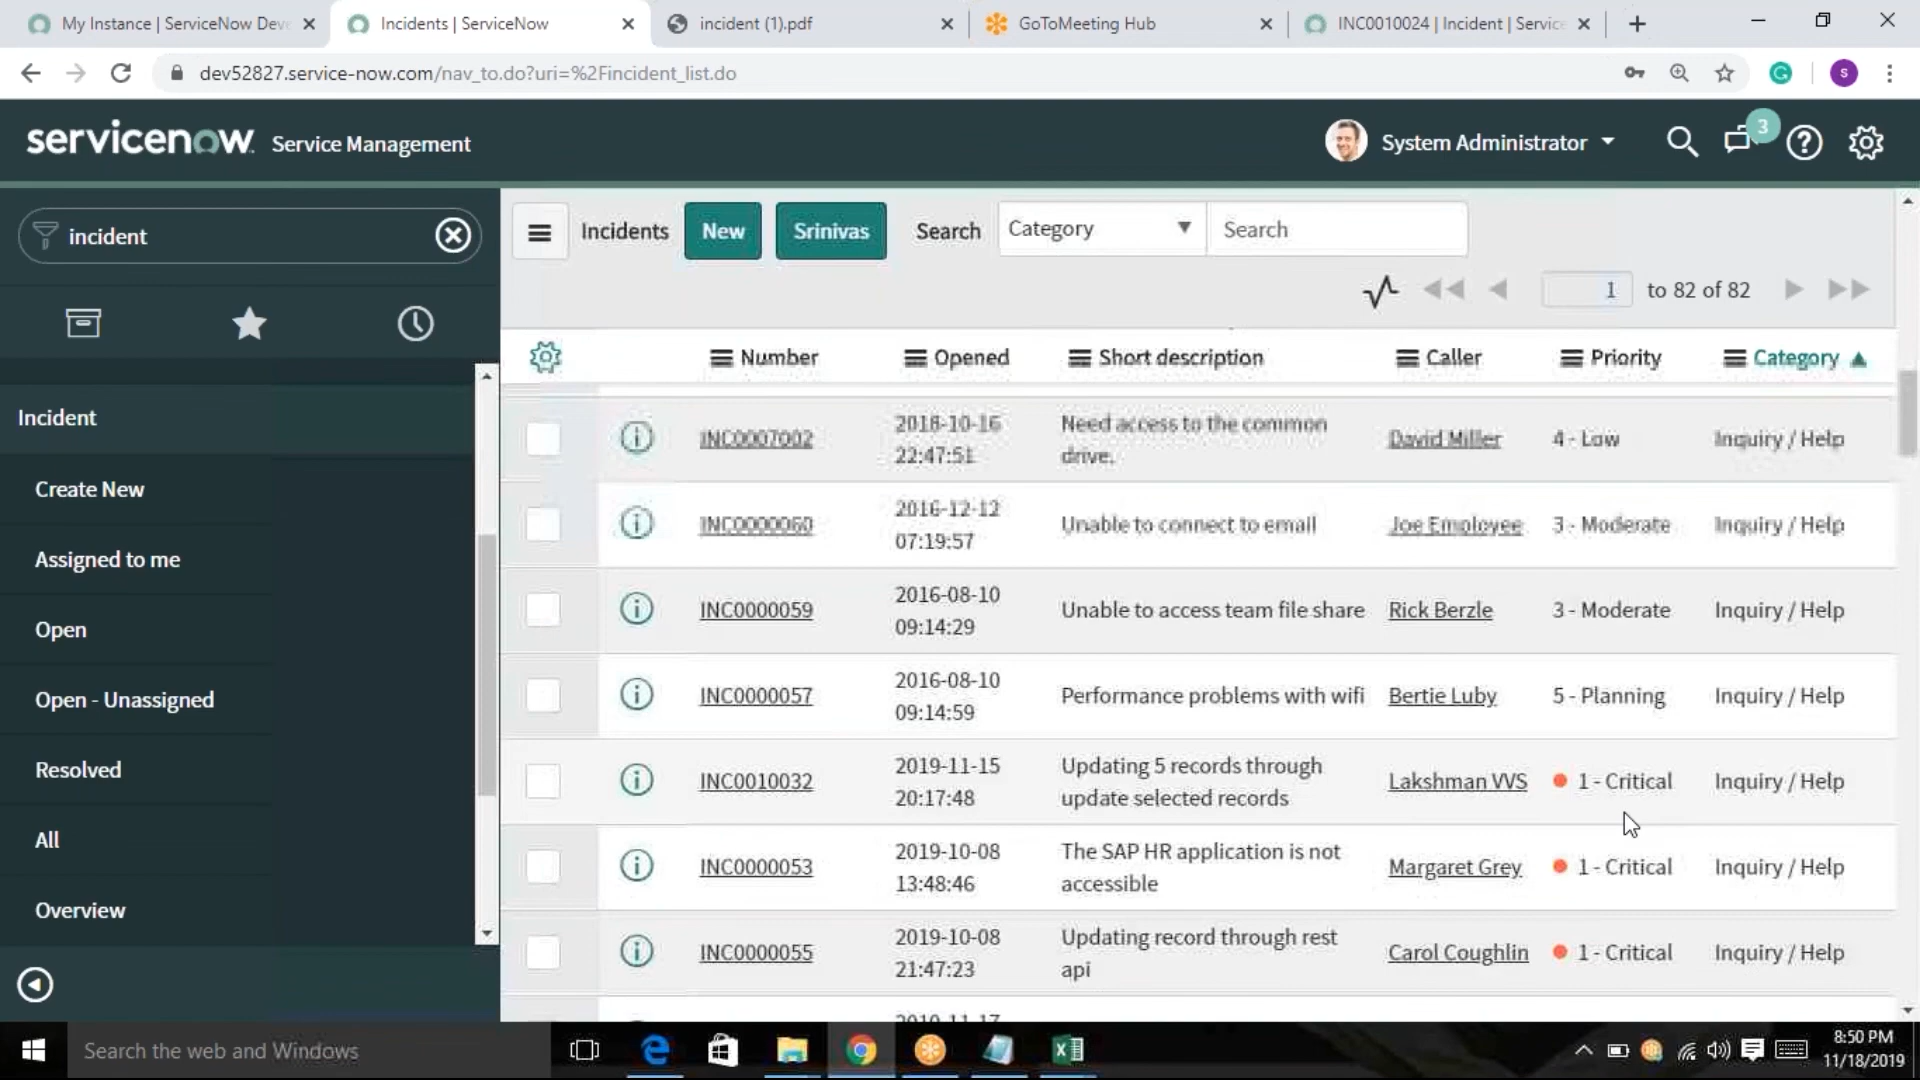 My Instance | ServiceNow Dev
Incidents | ServiceNow
incident (1).pdf
GoToMeeting Hub
INC0010024 | Incident | Service
dev52827.service-now.com/nav_to.do?uri=%2Fincident_list.do
S
servicenow Service Management
System Administrator
3
incident
Incidents
New
Srinivas
Search
Category
Search
1 to 82 of 82
Incident
Create New
Assigned to me
Open
Open - Unassigned
Resolved
All
Overview
Number Opened Short description Caller Priority Category
INC0007002 2018-10-16 22:47:51 Need access to the common drive. David Miller 4 - Low Inquiry / Help
INC0000060 2016-12-12 07:19:57 Unable to connect to email Joe Employee 3 - Moderate Inquiry / Help
INC0000059 2016-08-10 09:14:29 Unable to access team file share Rick Berzle 3 - Moderate Inquiry / Help
INC0000057 2016-08-10 09:14:59 Performance problems with wifi Bertie Luby 5 - Planning Inquiry / Help
INC0010032 2019-11-15 20:17:48 Updating 5 records through update selected records Lakshman VVS 1 - Critical Inquiry / Help
INC0000053 2019-10-08 13:48:46 The SAP HR application is not accessible Margaret Grey 1 - Critical Inquiry / Help
INC0000055 2019-10-08 21:47:23 Updating record through rest api Carol Coughlin 1 - Critical Inquiry / Help
Search the web and Windows
8:50 PM
11/18/2019